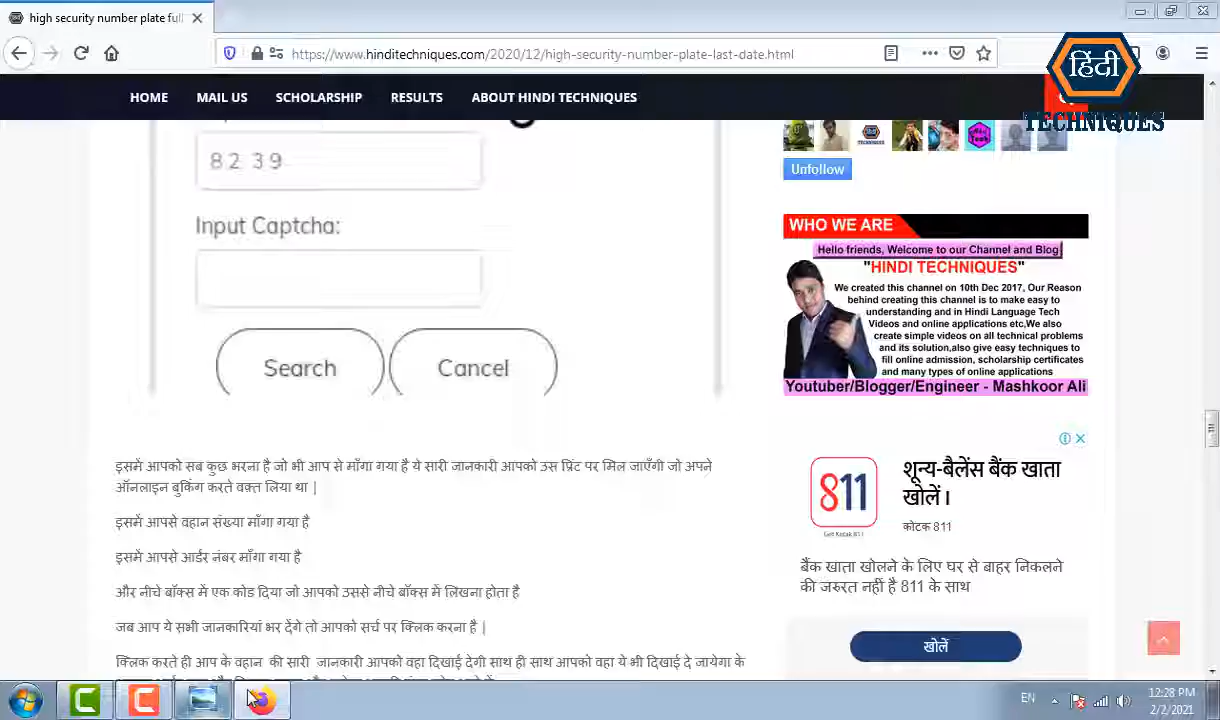 high security number plate full
https://www.hinditechniques.com/2020/12/high-security-number-plate-last-date.html
हिंदी
TECHNIQUES
HOME MAIL US SCHOLARSHIP RESULTS ABOUT HINDI TECHNIQUES
8 2 3 9
Input Captcha:
Search Cancel
इसमें आपको सब कुछ भरना है जो भी आप से माँगा गया है ये सारी जानकारी आपको उस प्रिंट पर मिल जाएँगी जो अपने
ऑनलाइन बुकिंग करते वक़्त लिया था |
इसमें आपसे वहान संख्या माँगा गया है
इसमें आपसे आर्डर नंबर माँगा गया है
और नीचे बॉक्स में एक कोड दिया जो आपको उससे नीचे बॉक्स में लिखना होता है
जब आप ये सभी जानकारियां भर देंगे तो आपको सर्च पर क्लिक करना है |
क्लिक करते ही आप के वहान की सारी जानकारी आपको वहा दिखाई देगी साथ ही साथ आपको वहा ये भी दिखाई दे जायेगा के
Unfollow
WHO WE ARE
Hello friends, Welcome to our Channel and Blog
"HINDI TECHNIQUES"
We created this channel on 10th Dec 2017, Our Reason
behind creating this channel is to make easy to
understanding and in Hindi Language Tech
Videos and online applications etc,We also
create simple videos on all technical problems
and its solution,also give easy techniques to
fill online admission, scholarship certificates
and many types of online applications
Youtuber/Blogger/Engineer - Mashkoor Ali
811
Get Kotak 811
शून्य-बैलेंस बैंक खाता
खोलें।
कोटक 811
बैंक खाता खोलने के लिए घर से बाहर निकलने
की जरूरत नहीं है 811 के साथ
खोलें
EN
12:28 PM
2/2/2021